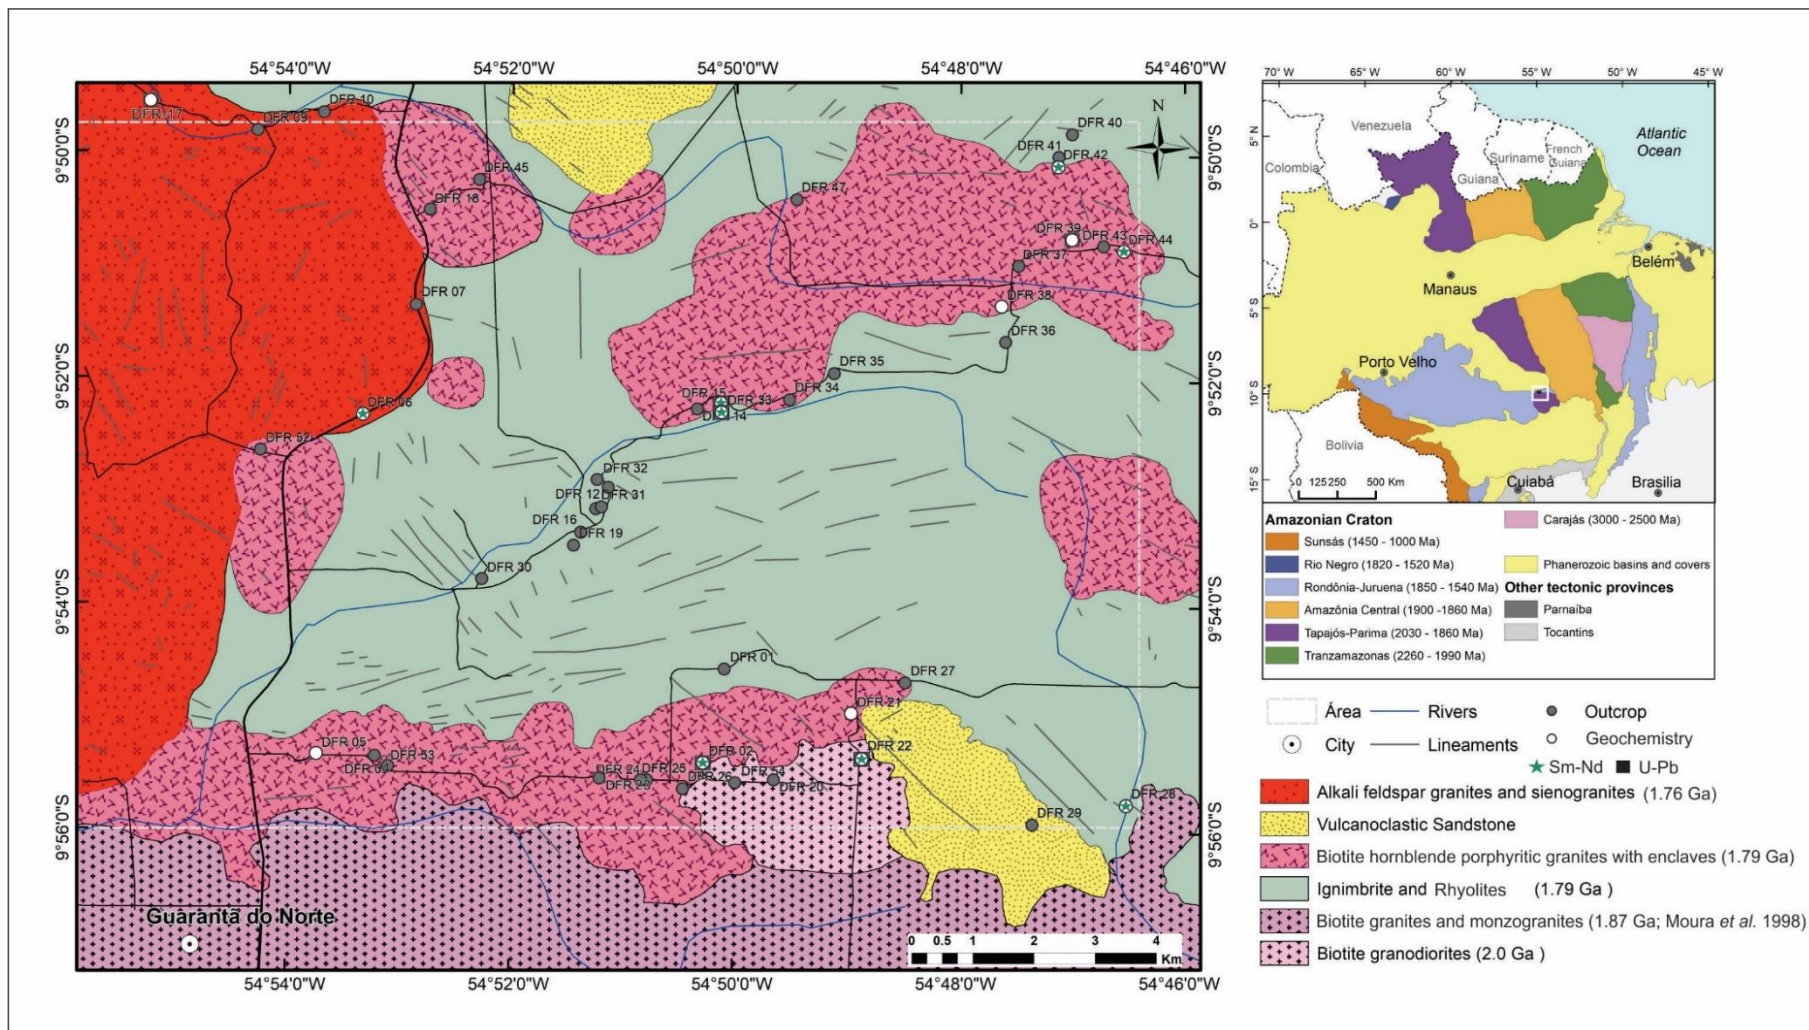 54°54'0"W 54°52'0"W 54°50'0"W 54°48'0"W 54°46'0"W
9°50'0"S
9°52'0"S
9°54'0"S
9°56'0"S
N
DFR 17
DFR 09
DFR 10
DFR 45
DFR 18
DFR 40
DFR 41
DFR 42
DFR 47
DFR 39
DFR 43
DFR 44
DFR 37
DFR 38
DFR 07
DFR 36
DFR 35
DFR 34
DFR 15
DFR 33
DFR 14
DFR 06
DFR 52
DFR 32
DFR 12
DFR 31
DFR 16
DFR 19
DFR 30
DFR 01
DFR 27
DFR 21
DFR 05
DFR 53
DFR 04
DFR 02
DFR 22
DFR 24
DFR 25
DFR 23
DFR 26
DFR 54
DFR 20
DFR 28
DFR 29
Guarantã do Norte
0 0.5 1 2 3 4
Km
9°50'0"S
9°52'0"S
9°54'0"S
9°56'0"S
54°54'0"W 54°52'0"W 54°50'0"W 54°48'0"W 54°46'0"W
70°W 65°W 60°W 55°W 50°W 45°W
5°N
0°
5°S
10°S
15°S
Venezuela
Colombia
Guiana
Suriname
French
Guiana
Atlantic
Ocean
Belém
Manaus
Porto Velho
Bolivia
Cuiabá
Brasilia
0 125 250 500 Km
Amazonian Craton
Sunsás (1450 - 1000 Ma)
Rio Negro (1820 - 1520 Ma)
Rondônia-Juruena (1850 - 1540 Ma)
Amazônia Central (1900 -1860 Ma)
Tapajós-Parima (2030 - 1860 Ma)
Tranzamazonas (2260 - 1990 Ma)
Carajás (3000 - 2500 Ma)
Phanerozoic basins and covers
Other tectonic provinces
Parnaíba
Tocantins
Área Rivers Outcrop
City Lineaments Geochemistry
Sm-Nd U-Pb
Alkali feldspar granites and sienogranites (1.76 Ga)
Vulcanoclastic Sandstone
Biotite hornblende porphyritic granites with enclaves (1.79 Ga)
Ignimbrite and Rhyolites (1.79 Ga )
Biotite granites and monzogranites (1.87 Ga; Moura et al. 1998)
Biotite granodiorites (2.0 Ga )